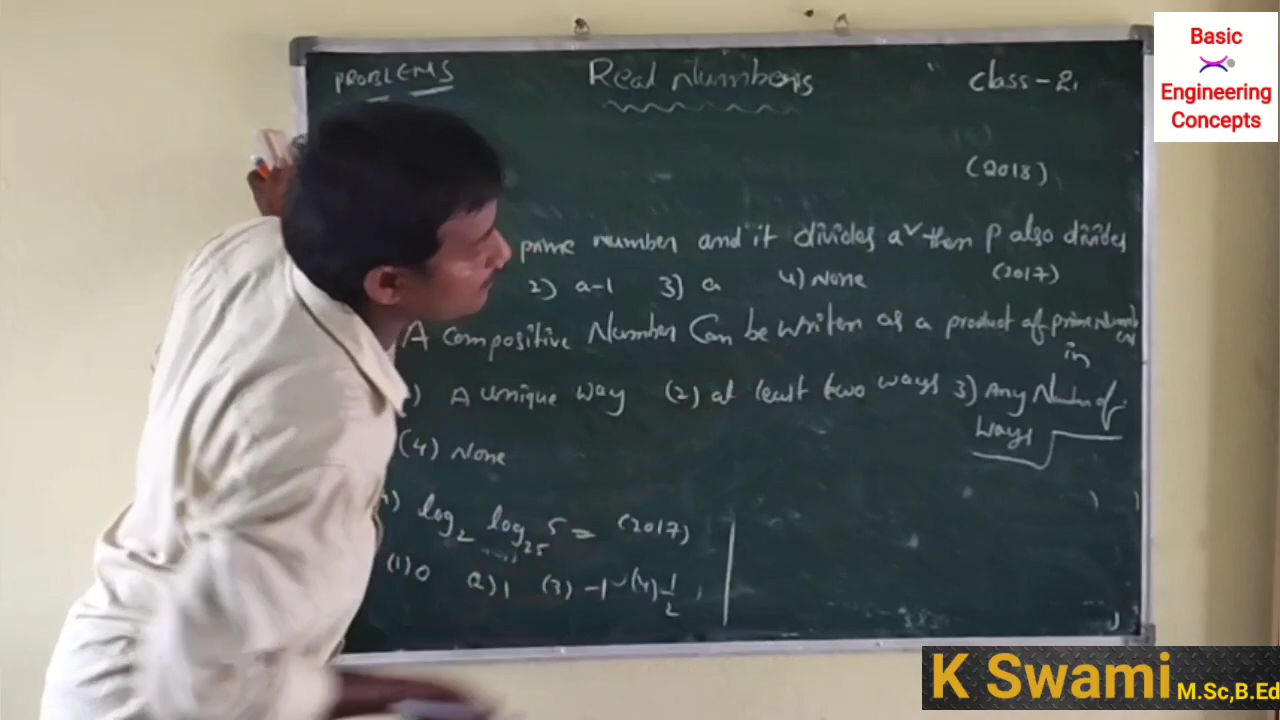 PROBLEMS Real Numbers Class-2.
(2018)
prime number and it divides a² then p also divides
2) a-1 3) a 4) None (2017)
A compositive Number Can be writen as a product of prime Number
in
) A unique way (2) at least two ways 3) Any Number of
ways
(4) None
) log₂ log₂₅ 5 = (2017)
(1) 0 2) 1 (3) -1 (4) 1/2
Basic
Engineering
Concepts
K Swami M.Sc,B.Ed